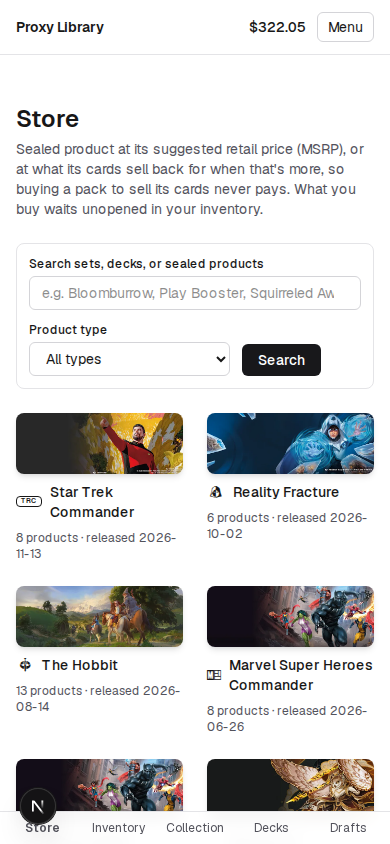 Proxy Library
$322.05
Menu
Store
Sealed product at its suggested retail price (MSRP), or
at what its cards sell back for when that's more, so
buying a pack to sell its cards never pays. What you
buy waits unopened in your inventory.
Search sets, decks, or sealed products
e.g. Bloomburrow, Play Booster, Squirreled Aw
Product type
All types
Search
TRC
Star Trek
Commander
8 products · released 2026-
11-13
Reality Fracture
6 products · released 2026-
10-02
The Hobbit
13 products · released 2026-
08-14
Marvel Super Heroes
Commander
8 products · released 2026-
06-26
N
Store
Inventory
Collection
Decks
Drafts